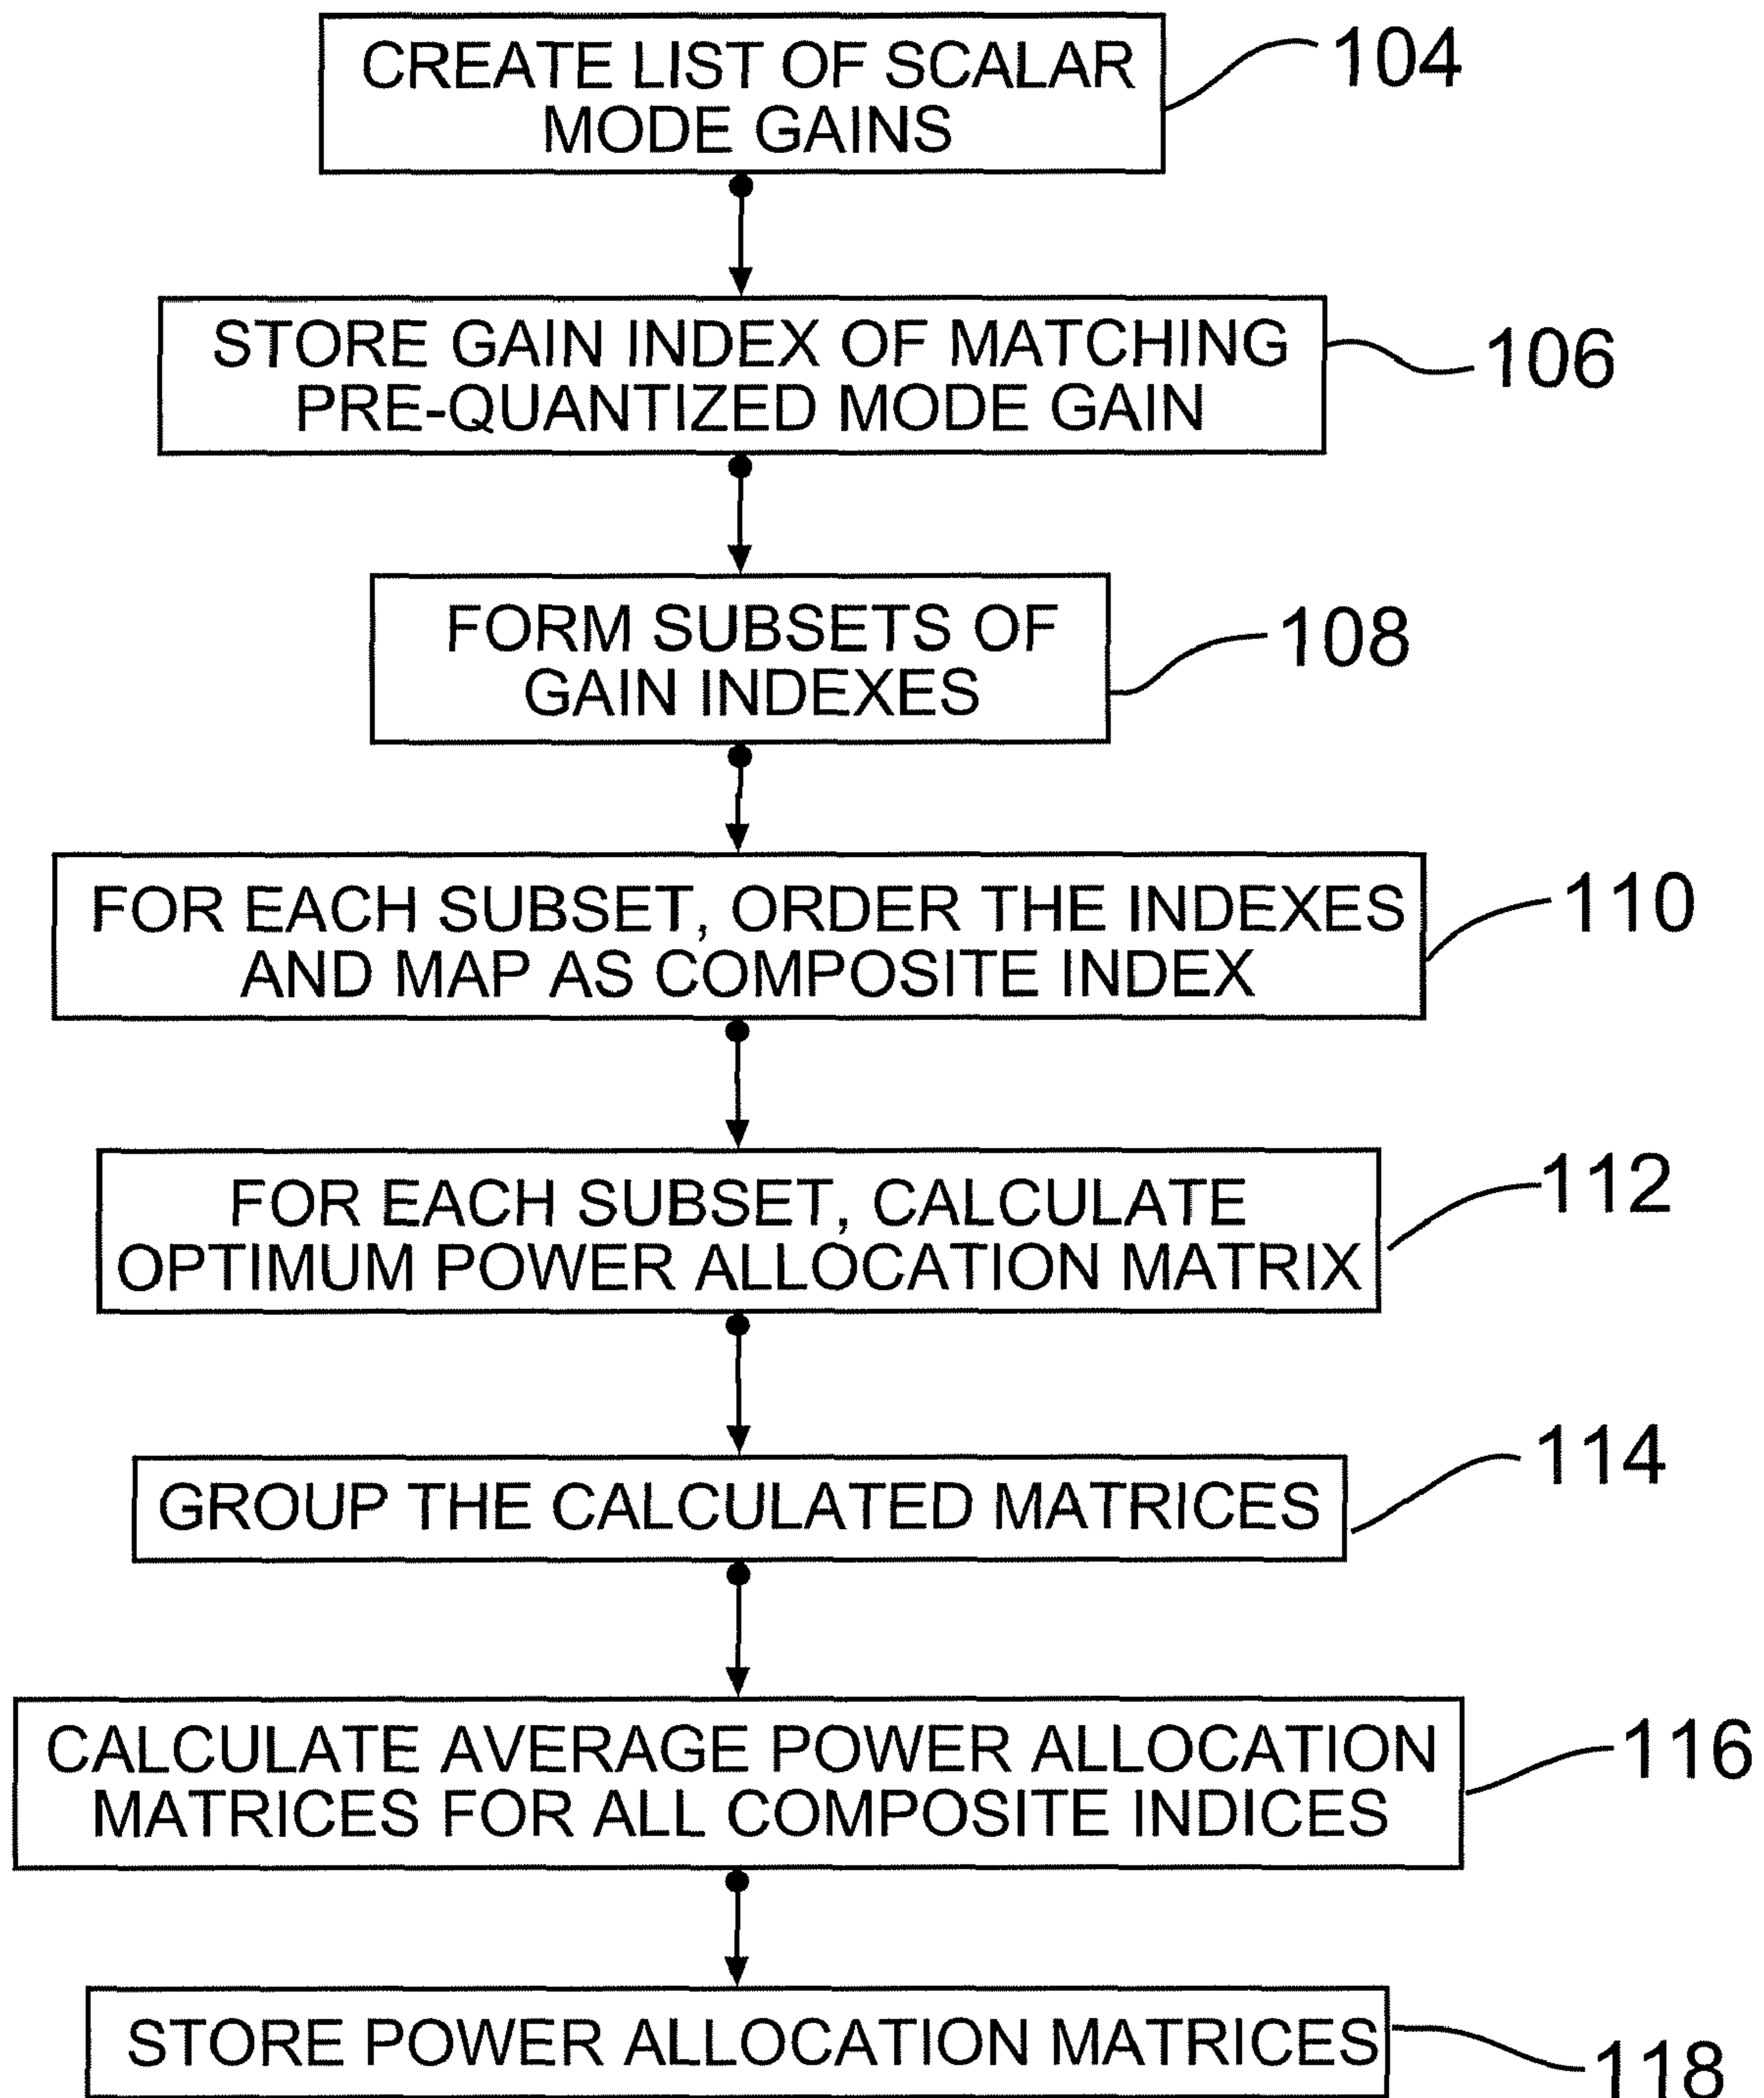 CREATE LIST OF SCALAR
MODE GAINS
104
STORE GAIN INDEX OF MATCHING
PRE-QUANTIZED MODE GAIN
106
FORM SUBSETS OF
GAIN INDEXES
108
FOR EACH SUBSET, ORDER THE INDEXES
AND MAP AS COMPOSITE INDEX
110
FOR EACH SUBSET, CALCULATE
OPTIMUM POWER ALLOCATION MATRIX
112
GROUP THE CALCULATED MATRICES
114
CALCULATE AVERAGE POWER ALLOCATION
MATRICES FOR ALL COMPOSITE INDICES
116
STORE POWER ALLOCATION MATRICES
118